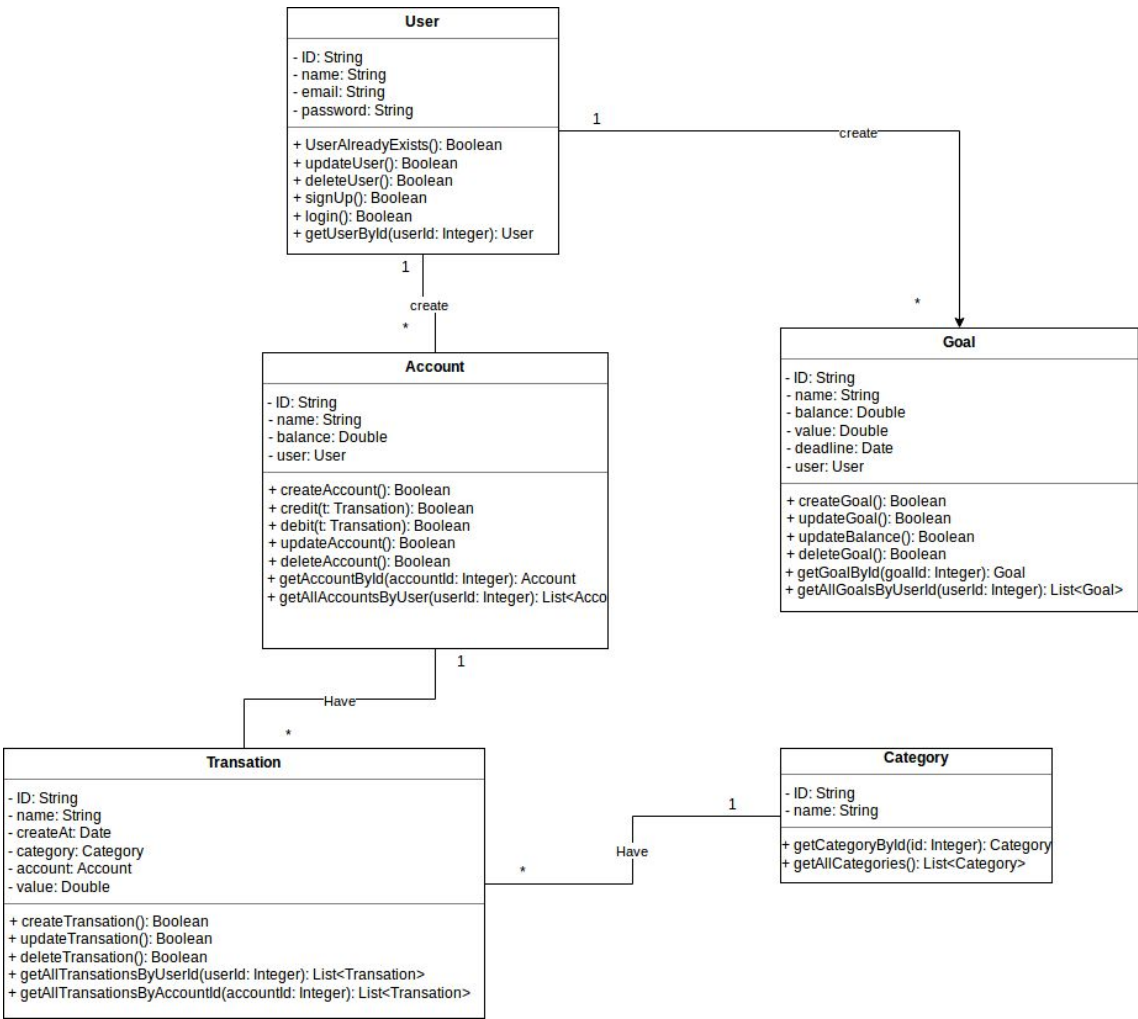 User
- ID: String
- name: String
- email: String
- password: String
+ UserAlreadyExists(): Boolean
+ updateUser(): Boolean
+ deleteUser(): Boolean
+ signUp(): Boolean
+ login(): Boolean
+ getUserById(userId: Integer): User
1
create
*
1
create
*
Account
- ID: String
- name: String
- balance: Double
- user: User
+ createAccount(): Boolean
+ credit(t: Transation): Boolean
+ debit(t: Transation): Boolean
+ updateAccount(): Boolean
+ deleteAccount(): Boolean
+ getAccountById(accountId: Integer): Account
+ getAllAccountsByUser(userId: Integer): List<Acco
Goal
- ID: String
- name: String
- balance: Double
- value: Double
- deadline: Date
- user: User
+ createGoal(): Boolean
+ updateGoal(): Boolean
+ updateBalance(): Boolean
+ deleteGoal(): Boolean
+ getGoalById(goalId: Integer): Goal
+ getAllGoalsByUserId(userId: Integer): List<Goal>
1
Have
*
Transation
- ID: String
- name: String
- createAt: Date
- category: Category
- account: Account
- value: Double
+ createTransation(): Boolean
+ updateTransation(): Boolean
+ deleteTransation(): Boolean
+ getAllTransationsByUserId(userId: Integer): List<Transation>
+ getAllTransationsByAccountId(accountId: Integer): List<Transation>
*
Have
1
Category
- ID: String
- name: String
+ getCategoryById(id: Integer): Category
+ getAllCategories(): List<Category>